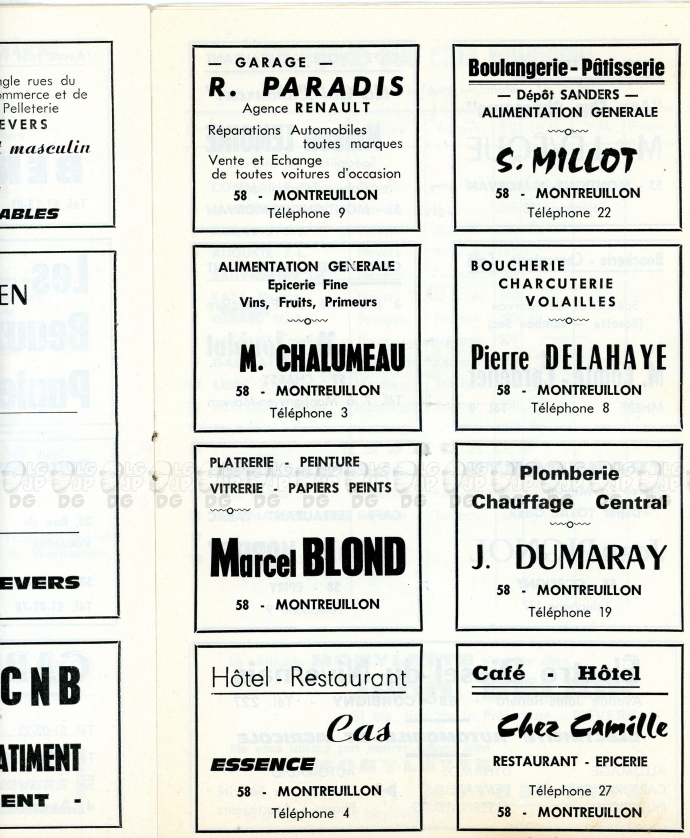 ngle rues du
ommerce et de
Pelleterie
EVERS
masculin
ABLES
EN
EVERS
CNB
ATIMENT
ENT -
— GARAGE —
R. PARADIS
Agence RENAULT
Réparations Automobiles
toutes marques
Vente et Echange
de toutes voitures d'occasion
58 - MONTREUILLON
Téléphone 9
Boulangerie - Pâtisserie
— Dépôt SANDERS —
ALIMENTATION GENERALE
S. MILLOT
58 - MONTREUILLON
Téléphone 22
ALIMENTATION GENERALE
Epicerie Fine
Vins, Fruits, Primeurs
M. CHALUMEAU
58 - MONTREUILLON
Téléphone 3
BOUCHERIE
CHARCUTERIE
VOLAILLES
Pierre DELAHAYE
58 - MONTREUILLON
Téléphone 8
PLATRERIE - PEINTURE
VITRERIE - PAPIERS PEINTS
Marcel BLOND
58 - MONTREUILLON
Plomberie
Chauffage Central
J. DUMARAY
58 - MONTREUILLON
Téléphone 19
Hôtel - Restaurant
Cas
ESSENCE
58 - MONTREUILLON
Téléphone 4
Café - Hôtel
Chez Camille
RESTAURANT - EPICERIE
Téléphone 27
58 - MONTREUILLON